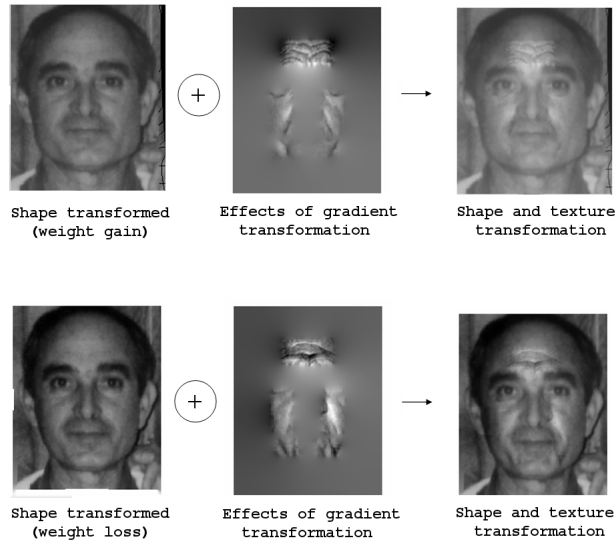 Shape transformed
(weight gain)
Effects of gradient
transformation
Shape and texture
transformation
Shape transformed
(weight loss)
Effects of gradient
transformation
Shape and texture
transformation